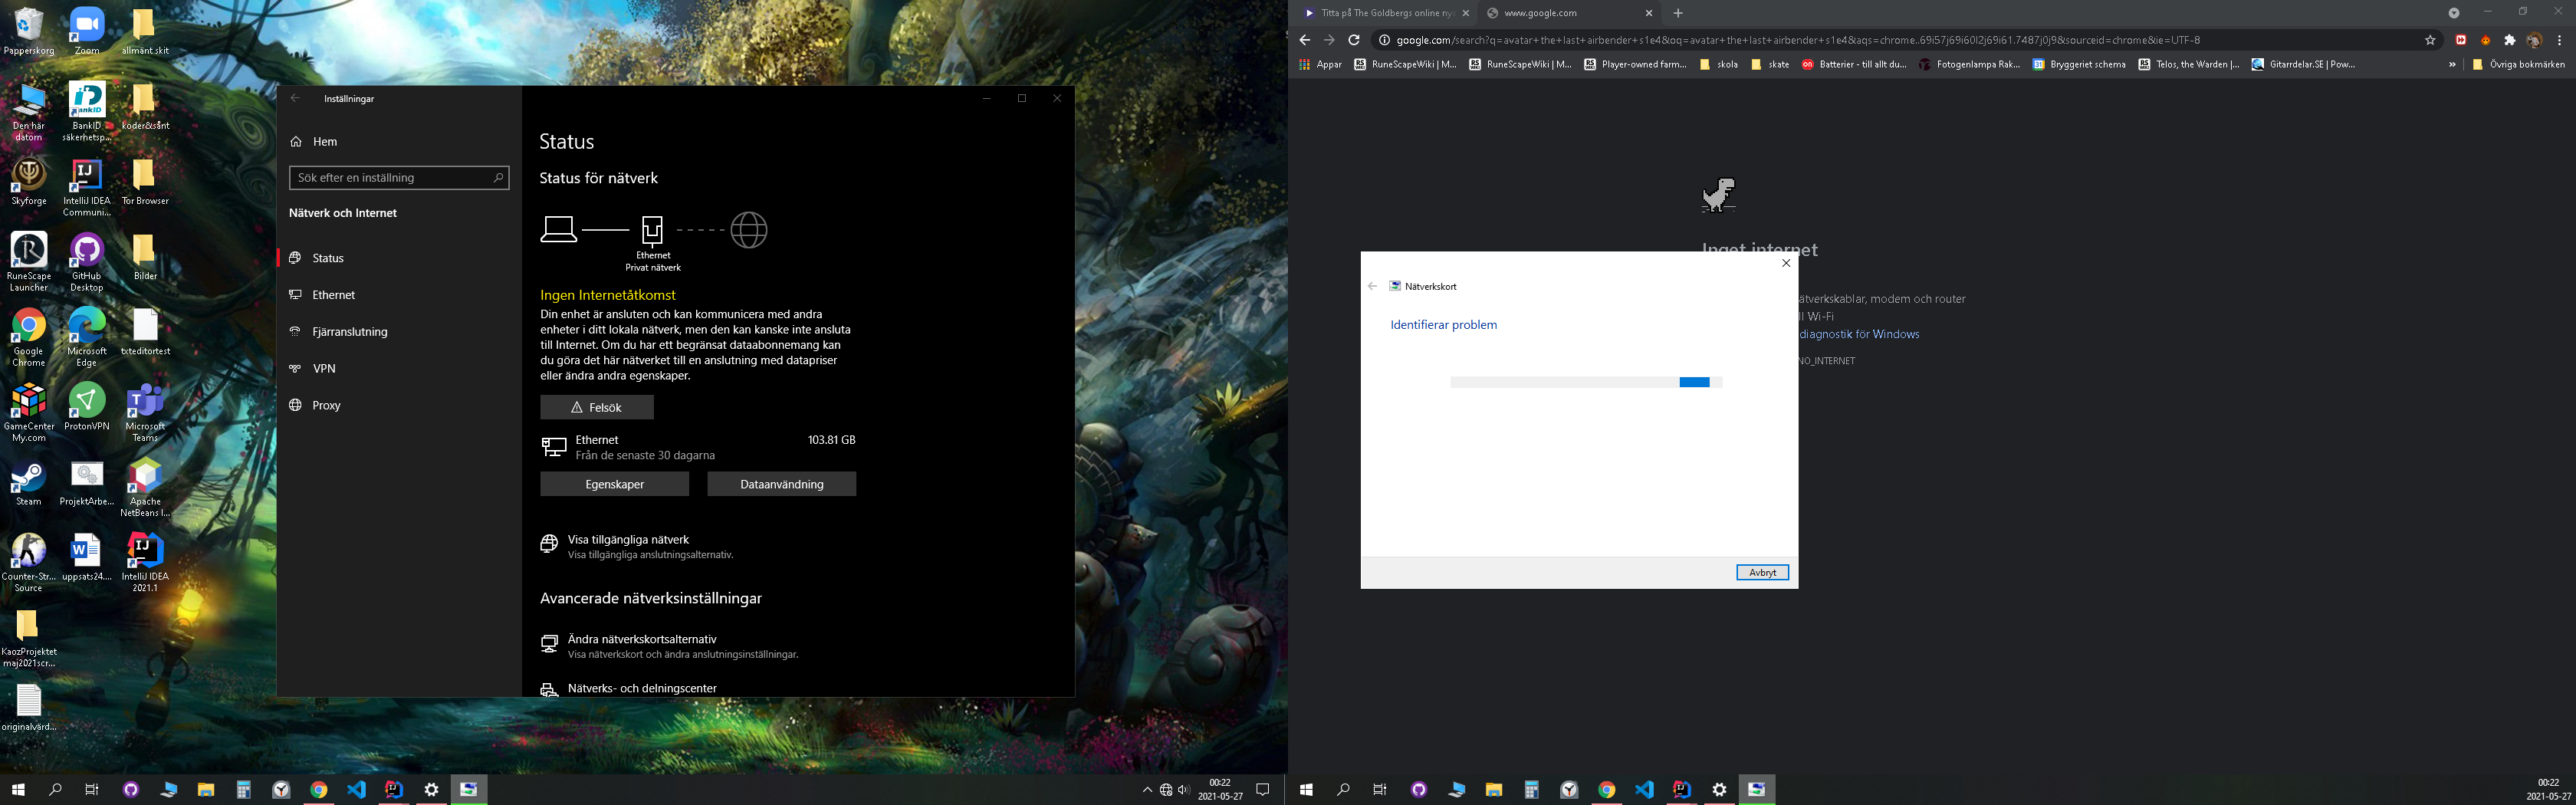 Papperskorg
Zoom
allmänt skit
Den här
datorn
BankID
säkerhetsp...
koder&sånt
Skyforge
IntelliJ IDEA
Communi...
Tor Browser
RuneScape
Launcher
GitHub
Desktop
Bilder
Google
Chrome
Microsoft
Edge
txteditortest
GameCenter
My.com
ProtonVPN
Microsoft
Teams
Steam
ProjektArbe...
Apache
NetBeans I...
Counter-Str...
Source
uppsats24....
IntelliJ IDEA
2021.1
KaozProjektet
maj2021scr...
originalvärd...
Inställningar
Hem
Sök efter en inställning
Nätverk och Internet
Status
Ethernet
Fjärranslutning
VPN
Proxy
Status
Status för nätverk
Ethernet
Privat nätverk
Ingen Internetåtkomst
Din enhet är ansluten och kan kommunicera med andra
enheter i ditt lokala nätverk, men den kan kanske inte ansluta
till Internet. Om du har ett begränsat dataabonnemang kan
du göra det här nätverket till en anslutning med datapriser
eller ändra andra egenskaper.
Felsök
Ethernet 103.81 GB
Från de senaste 30 dagarna
Egenskaper Dataanvändning
Visa tillgängliga nätverk
Visa tillgängliga anslutningsalternativ.
Avancerade nätverksinställningar
Ändra nätverkskortsalternativ
Visa nätverkskort och ändra anslutningsinställningar.
Nätverks- och delningscenter
00:22
2021-05-27
Titta på The Goldbergs online ny
www.google.com
google.com/search?q=avatar+the+last+airbender+s1e4&oq=avatar+the+last+airbender+s1e4&aqs=chrome..69i57j69i60l2j69i61.7487j0j9&sourceid=chrome&ie=UTF-8
Appar RuneScapeWiki | M... RuneScapeWiki | M... Player-owned farm... skola skate Batterier - till allt du... Fotogenlampa Rak... Bryggeriet schema Telos, the Warden |... Gitarrdelar.SE | Pow... » Övriga bokmärken
Inget internet
ätverkskablar, modem och router
ll Wi-Fi
diagnostik för Windows
NO_INTERNET
Nätverkskort
Identifierar problem
Avbryt
00:22
2021-05-27